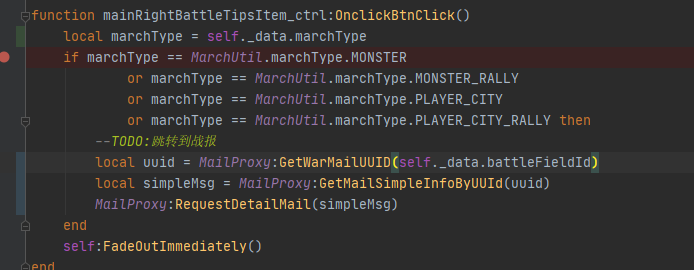 function mainRightBattleTipsItem_ctrl:OnclickBtnClick()
local marchType = self._data.marchType
if marchType == MarchUtil.marchType.MONSTER
or marchType == MarchUtil.marchType.MONSTER_RALLY
or marchType == MarchUtil.marchType.PLAYER_CITY
or marchType == MarchUtil.marchType.PLAYER_CITY_RALLY then
--TODO:跳转到战报
local uuid = MailProxy:GetWarMailUUID(self._data.battleFieldId)
local simpleMsg = MailProxy:GetMailSimpleInfoByUUId(uuid)
MailProxy:RequestDetailMail(simpleMsg)
end
self:FadeOutImmediately()
end